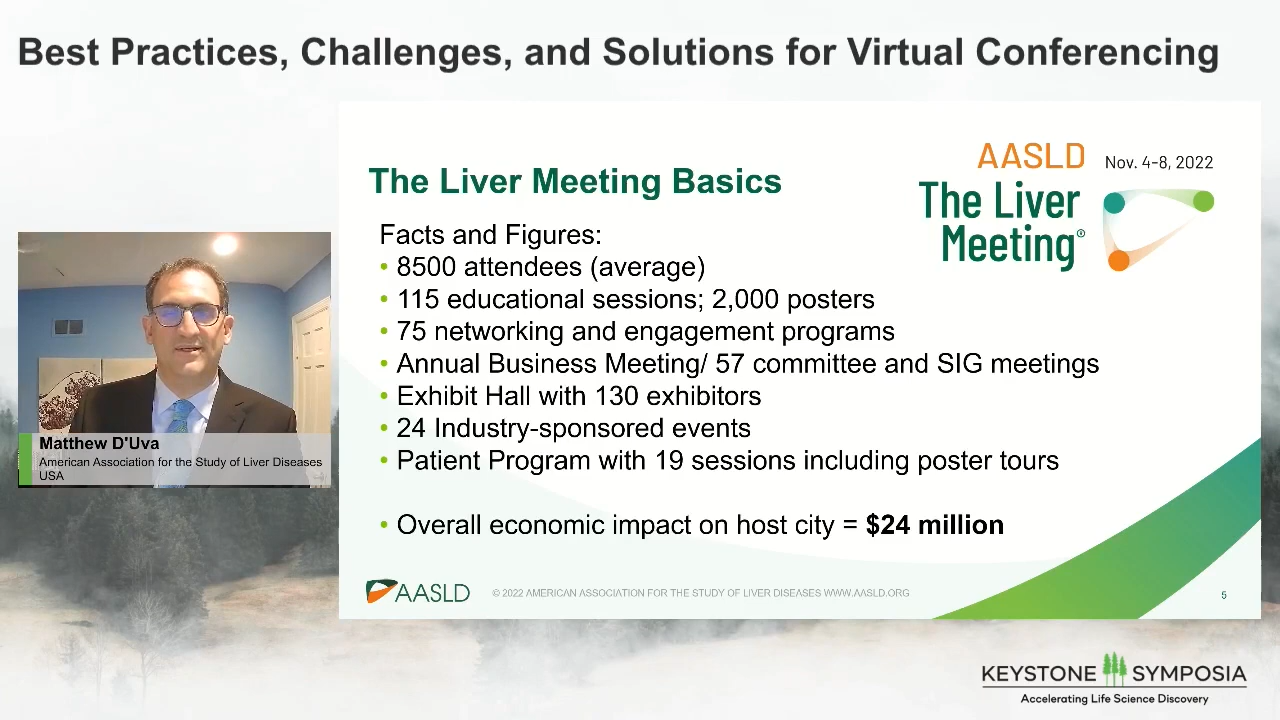 Best Practices, Challenges, and Solutions for Virtual Conferencing
AASLD
Nov. 4-8, 2022
The Liver
Meeting®
The Liver Meeting Basics
Facts and Figures:
• 8500 attendees (average)
• 115 educational sessions; 2,000 posters
• 75 networking and engagement programs
• Annual Business Meeting/ 57 committee and SIG meetings
• Exhibit Hall with 130 exhibitors
• 24 Industry-sponsored events
• Patient Program with 19 sessions including poster tours
• Overall economic impact on host city = $24 million
Matthew D'Uva
American Association for the Study of Liver Diseases
USA
AASLD
© 2022 AMERICAN ASSOCIATION FOR THE STUDY OF LIVER DISEASES WWW.AASLD.ORG
5
KEYSTONE SYMPOSIA
Accelerating Life Science Discovery